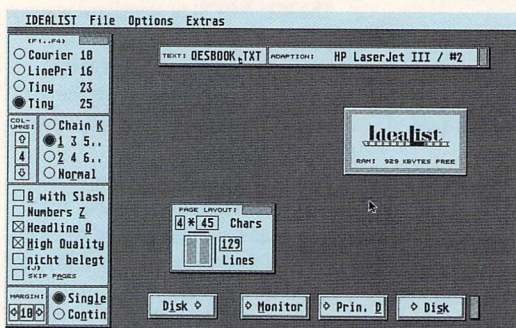 IDEALIST File Options Extras
(F1..F4)
Courier 10
LinePri 16
Tiny 23
Tiny 25
TEXT: QESBOOK.TXT
ADAPTION: HP LaserJet III / #2
COL-
UMNS:
4
Chain K
1 3 5..
2 4 6..
Normal
Idealist
RAM: 929 KBYTES FREE
0 with Slash
Numbers Z
Headline O
High Quality
nicht belegt
(J)
SKIP PAGES
PAGE LAYOUT:
4 * 45 Chars
129
Lines
MARGIN:
10
Single
Contin
Disk
Monitor
Prin. D
Disk